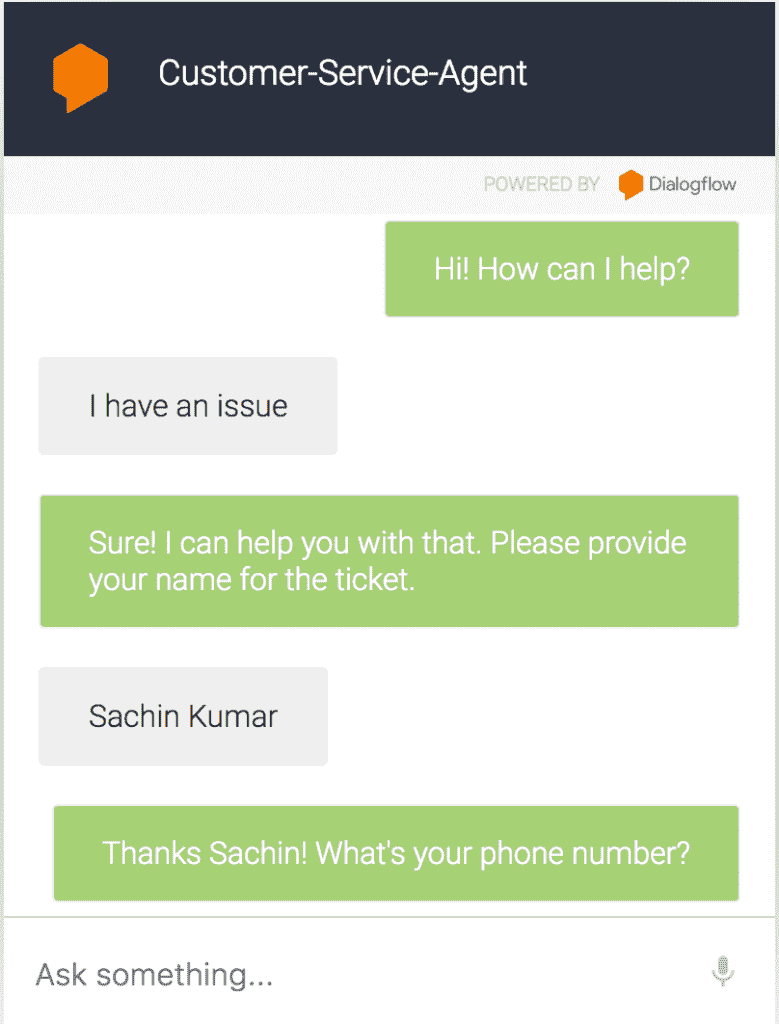 Customer-Service-Agent
POWERED BY Dialogflow
Hi! How can I help?
I have an issue
Sure! I can help you with that. Please provide
your name for the ticket.
Sachin Kumar
Thanks Sachin! What's your phone number?
Ask something...